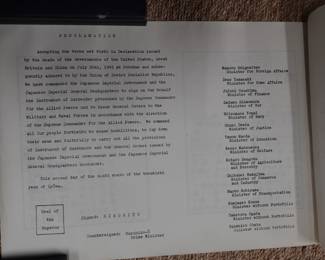 PROCLAMATION
Accepting the terms set forth in Declaration issued
by the heads of the Governments of the United States, Great
Britain and China on July 26th, 1945 at Potsdam and subse-
quently adhered to by the Union of Soviet Socialist Republics,
We have commanded the Japanese Imperial Government and the
Japanese Imperial General Headquarters to sign on Our behalf
the Instrument of Surrender presented by the Supreme Commander
for the Allied Powers and to issue General Orders to the
Military and Naval Forces in accordance with the direction
of the Supreme Commander for the Allied Powers. We command
all Our people forthwith to cease hostilities, to lay down
their arms and faithfully to carry out all the provisions
of Instrument of Surrender and the General Orders issued by
the Japanese Imperial Government and the Japanese Imperial
General Headquarters hereunder.
This second day of the ninth month of the twentieth
year of
Seal of
the
Emperor
Signed: HIROHITO
Countersigned:
Prime Minister
Mamoru Shigemitsu
Minister for Foreign Affairs
Iwao Yamazaki
Minister for Home Affairs
Minister of Finance
Sadamu Shimomura
Minister of War
Mitsumasa Yonai
Minister of Navy
Chuzo Iwata
Minister of Justice
Tamon Maeda
Minister of Education
Kenzo Matsumura
Minister of Welfare
Kotaro Sengoku
Minister of Agriculture
and Forestry
Chikuhei Nakajima
Minister of Commerce
and Industry
Naoto Kobiyama
Minister of Transportation
Fumimaro Konoe
Minister without Portfolio
Taketora Ogata
Minister without Portfolio
Binshiro Obata
Minister without Portfolio